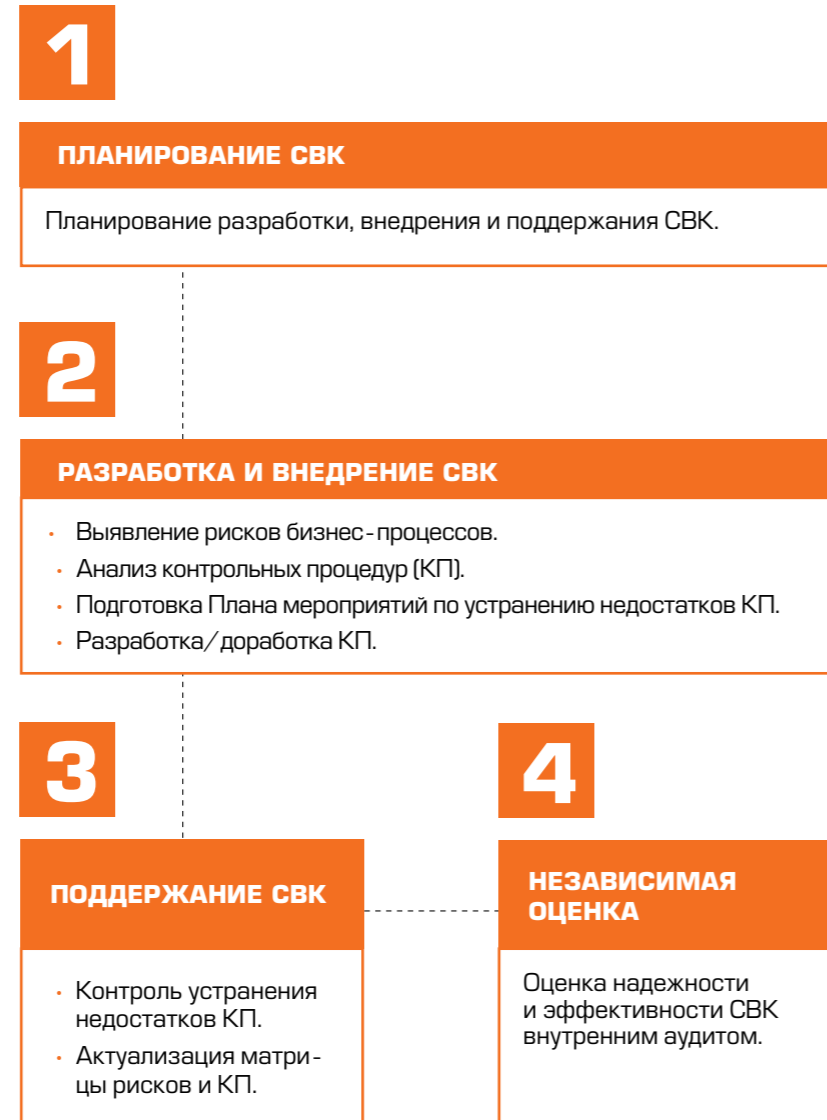 1
ПЛАНИРОВАНИЕ СВК
Планирование разработки, внедрения и поддержания СВК.
2
РАЗРАБОТКА И ВНЕДРЕНИЕ СВК
• Выявление рисков бизнес-процессов.
• Анализ контрольных процедур (КП).
• Подготовка Плана мероприятий по устранению недостатков КП.
• Разработка/доработка КП.
3
ПОДДЕРЖАНИЕ СВК
• Контроль устранения
недостатков КП.
• Актуализация матри-
цы рисков и КП.
4
НЕЗАВИСИМАЯ
ОЦЕНКА
Оценка надежности
и эффективности СВК
внутренним аудитом.